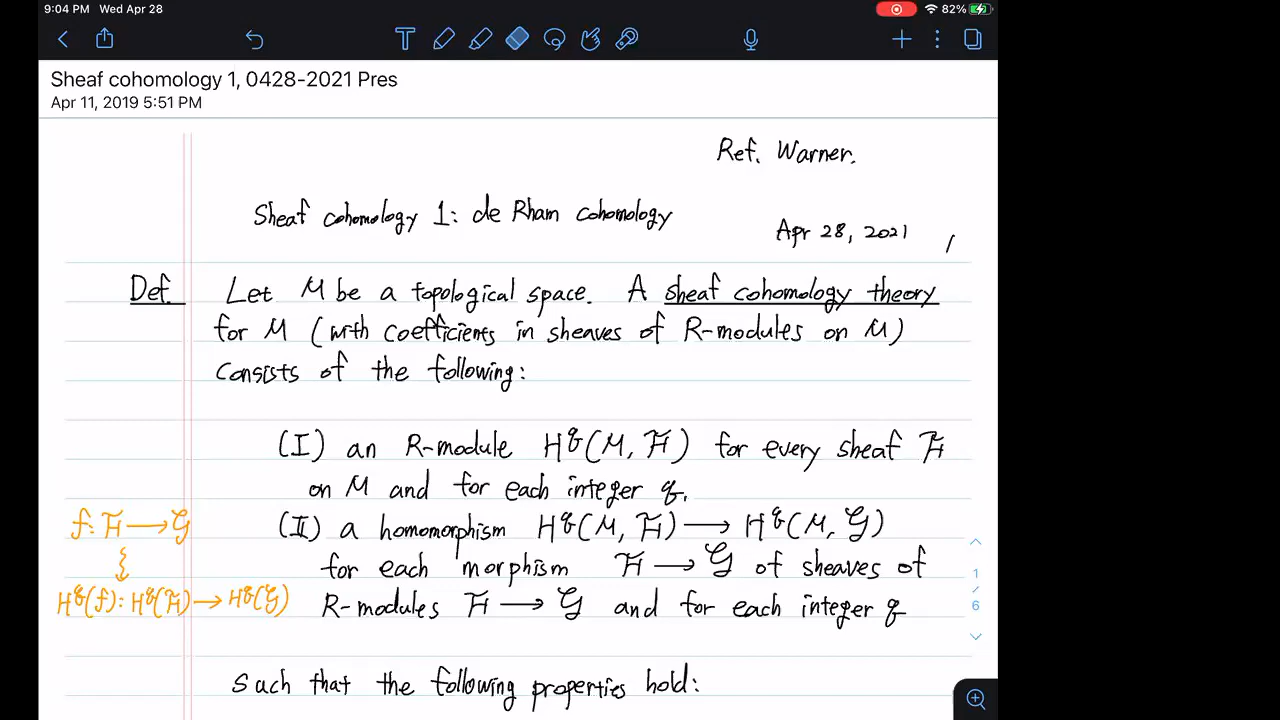 9:04 PM Wed Apr 28
82%
Sheaf cohomology 1, 0428-2021 Pres
Apr 11, 2019 5:51 PM
Ref. Warner.
Sheaf cohomology 1: de Rham cohomology
Apr 28, 2021
1
Def. Let M be a topological space. A sheaf cohomology theory
for M (with coefficients in sheaves of R-modules on M)
consists of the following:
(I) an R-module H^q(M, F) for every sheaf F
on M and for each integer q.
(II) a homomorphism H^q(M, F) → H^q(M, G)
for each morphism F → G of sheaves of
R-modules F → G and for each integer q
f: F → G
H^q(f): H^q(F) → H^q(G)
such that the following properties hold:
1
/
6